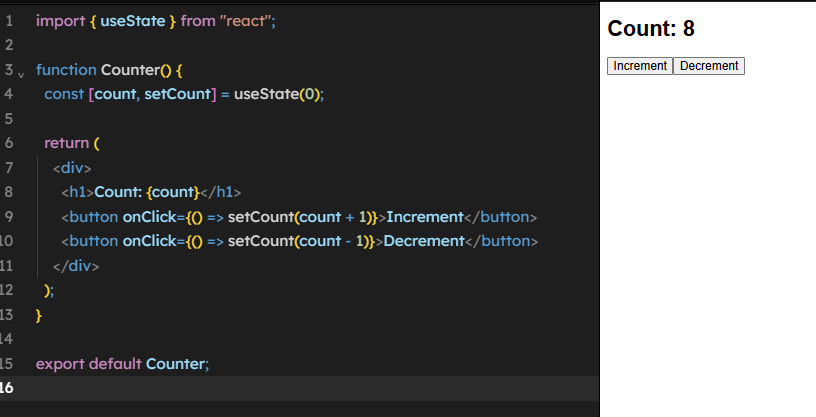 1 import { useState } from "react";
2
3 function Counter() {
4 const [count, setCount] = useState(0);
5
6 return (
7 <div>
8 <h1>Count: {count}</h1>
9 <button onClick={() => setCount(count + 1)}>Increment</button>
10 <button onClick={() => setCount(count - 1)}>Decrement</button>
11 </div>
12 );
13 }
14
15 export default Counter;
16
Count: 8
Increment Decrement